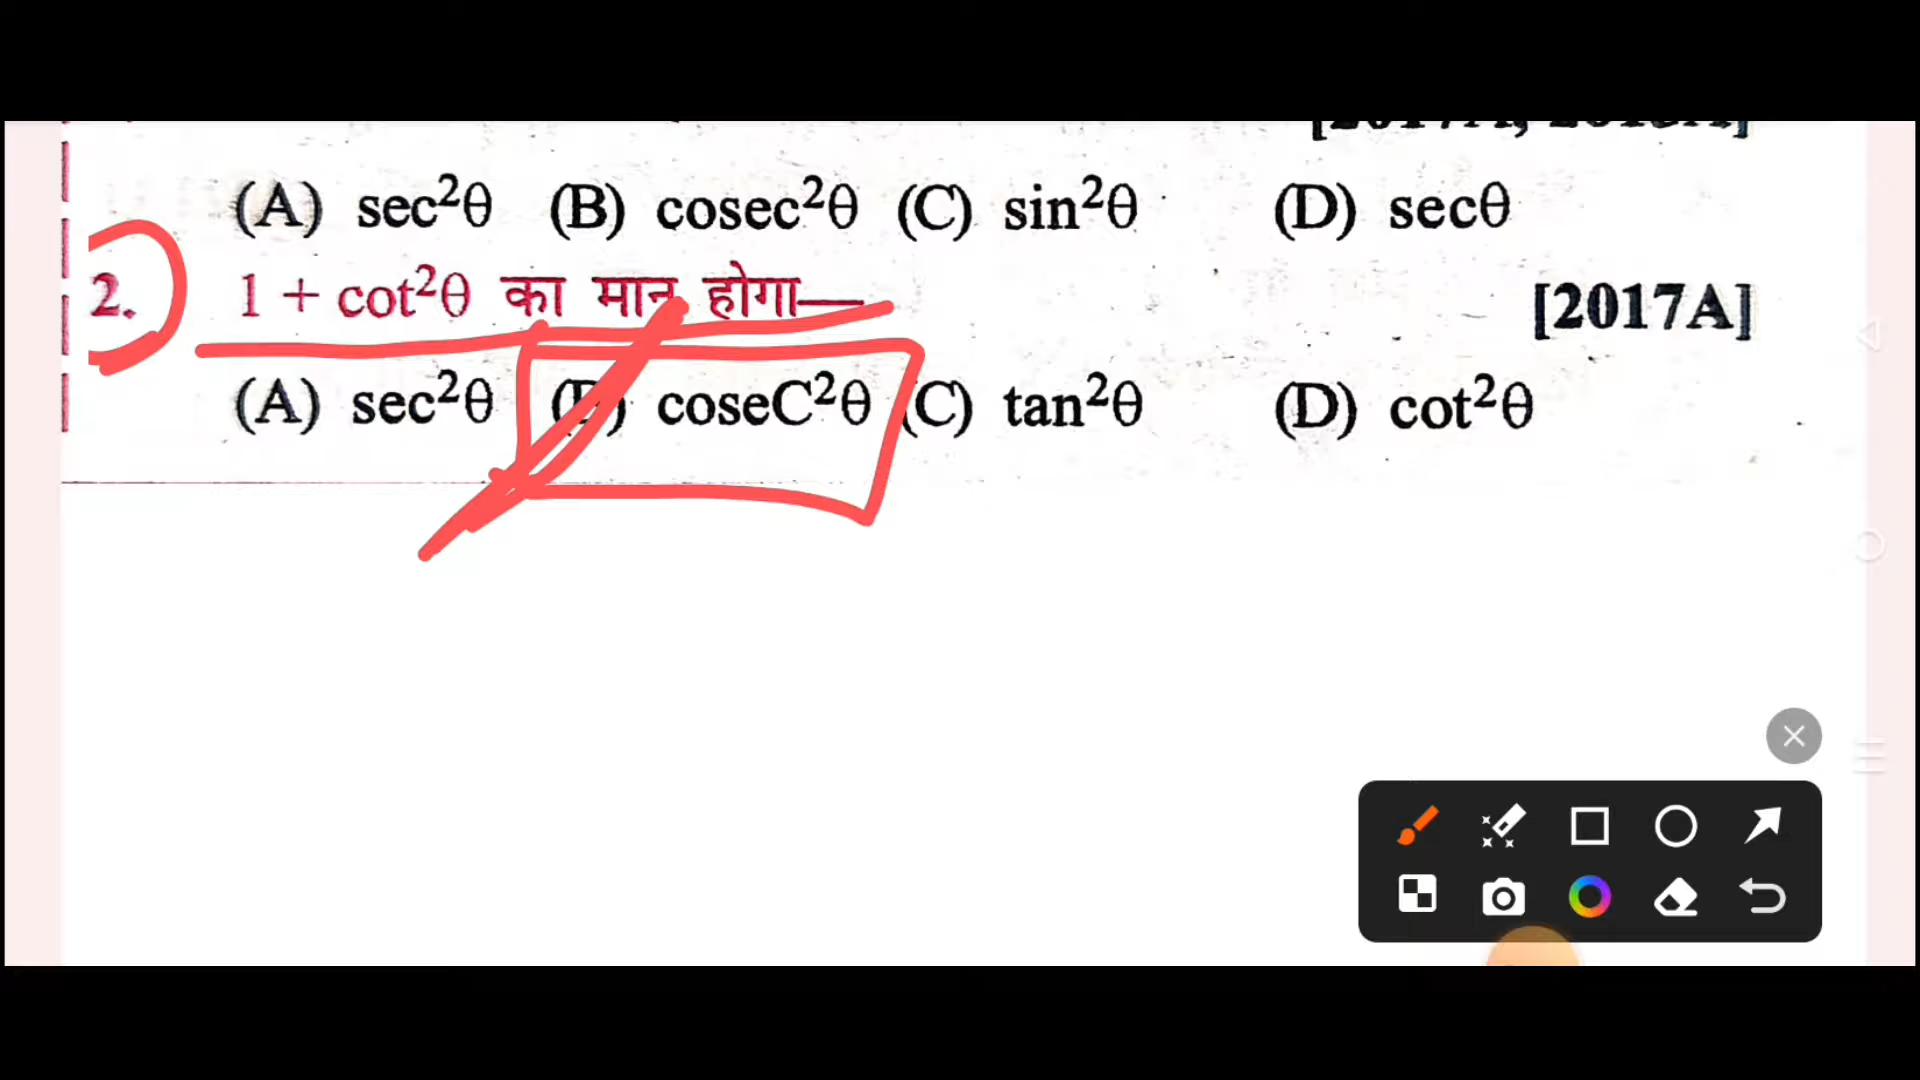 (A) sec²θ (B) cosec²θ (C) sin²θ (D) secθ
2. 1 + cot²θ का मान होगा— [2017A]
(A) sec²θ (B) coseC²θ (C) tan²θ (D) cot²θ